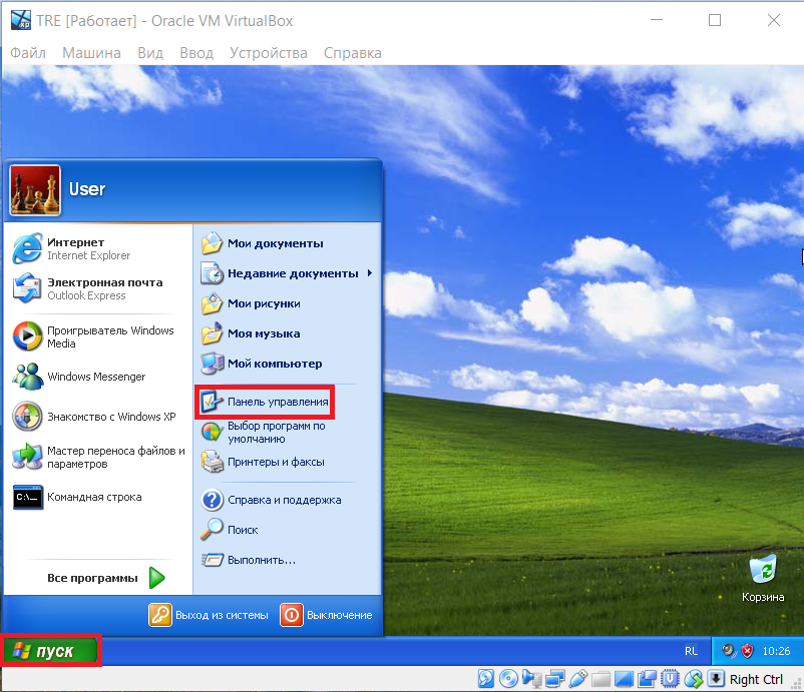 TRE [Работает] - Oracle VM VirtualBox
Файл Машина Вид Ввод Устройства Справка
User
Интернет
Internet Explorer
Электронная почта
Outlook Express
Проигрыватель Windows
Media
Windows Messenger
Знакомство с Windows XP
Мастер переноса файлов и
параметров
Командная строка
Все программы
Мои документы
Недавние документы
Мои рисунки
Моя музыка
Мой компьютер
Панель управления
Выбор программ по
умолчанию
Принтеры и факсы
Справка и поддержка
Поиск
Выполнить...
Выход из системы
Выключение
Корзина
пуск
RL
10:26
Right Ctrl